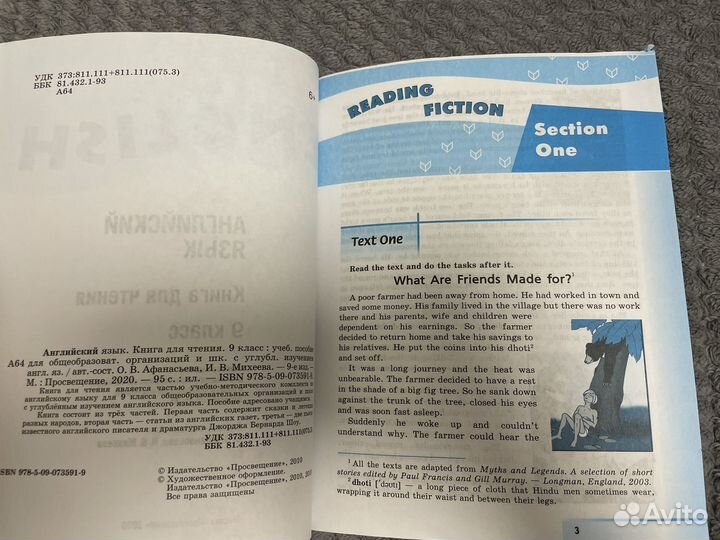 УДК 373:811.111+811.111(075.3)
ББК 81.432.1-93
А64
6+
АНГЛИЙСКИЙ
ЯЗЫК
Книга для чтения
9 класс
Английский язык. Книга для чтения. 9 класс : учеб. пособие
А64 для общеобразоват. организаций и шк. с углубл. изучением
англ. яз. / авт.-сост. О. В. Афанасьева, И. В. Михеева. — 9-е изд. —
М. : Просвещение, 2020. — 95 с. : ил. — ISBN 978-5-09-073591-9
Книга для чтения является частью учебно-методического комплекта по
английскому языку для 9 класса общеобразовательных организаций и школ
с углублённым изучением английского языка. Пособие адресовано учащимся
Книга состоит из трёх частей. Первая часть содержит сказки и легенды
разных народов, вторая часть — статьи из английских газет, третья —
известного английского писателя и драматурга Джорджа Бернарда Шоу.
УДК 373:811.111+811.111(075.3)
ББК 81.432.1-93
ISBN 978-5-09-073591-9
© Издательство «Просвещение», 2010
© Художественное оформление.
Издательство «Просвещение», 2010,
Все права защищены
READING
FICTION
Section
One
Text One
Read the text and do the tasks after it.
What Are Friends Made for?¹
A poor farmer had been away from home. He had worked in town and
saved some money. His family lived in the village but there was no work
there and his parents, wife and children were
dependent on his earnings. So the farmer
decided to return home and take his savings to
his relatives. He put the coins into his dhoti²
and set off.
It was a long journey and the heat was
unbearable. The farmer decided to have a rest
in the shade of a big fig tree. So he sank down
against the trunk of the tree, closed his eyes
and was soon fast asleep.
Suddenly he woke up and couldn't
understand why. The farmer could hear the
¹ All the texts are adapted from Myths and Legends. A selection of short
stories edited by Paul Francis and Gill Murray. — Longman, England, 2003.
² dhoti [ˈdəʊtɪ] — a long piece of cloth that Hindu men sometimes wear,
wrapping it around their waist and between their legs.
3
Avito